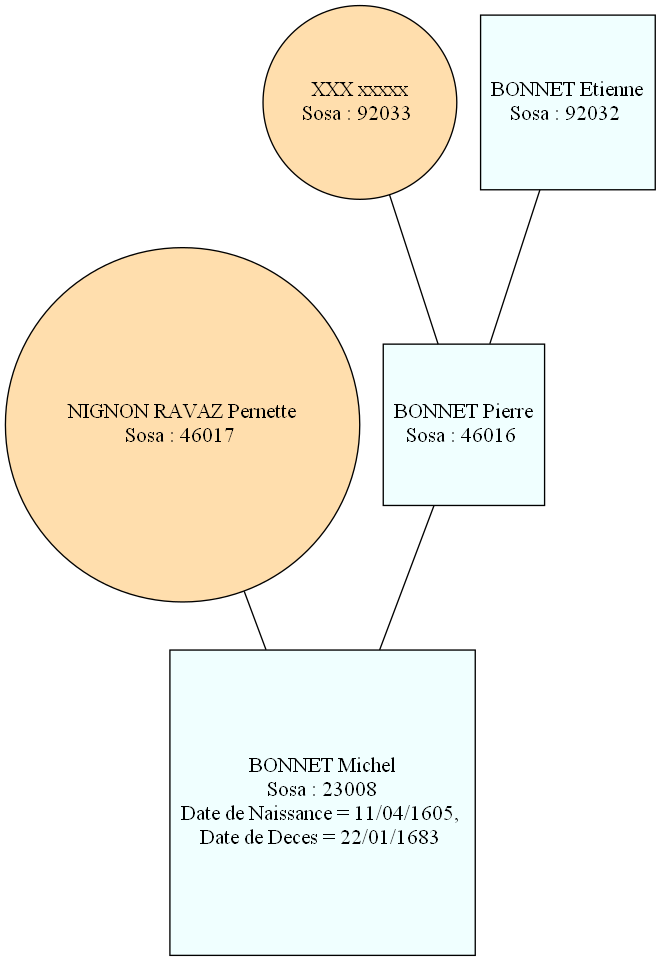 XXX xxxxx
Sosa : 92033
BONNET Etienne
Sosa : 92032
NIGNON RAVAZ Pernette
Sosa : 46017
BONNET Pierre
Sosa : 46016
BONNET Michel
Sosa : 23008
Date de Naissance = 11/04/1605,
Date de Deces = 22/01/1683